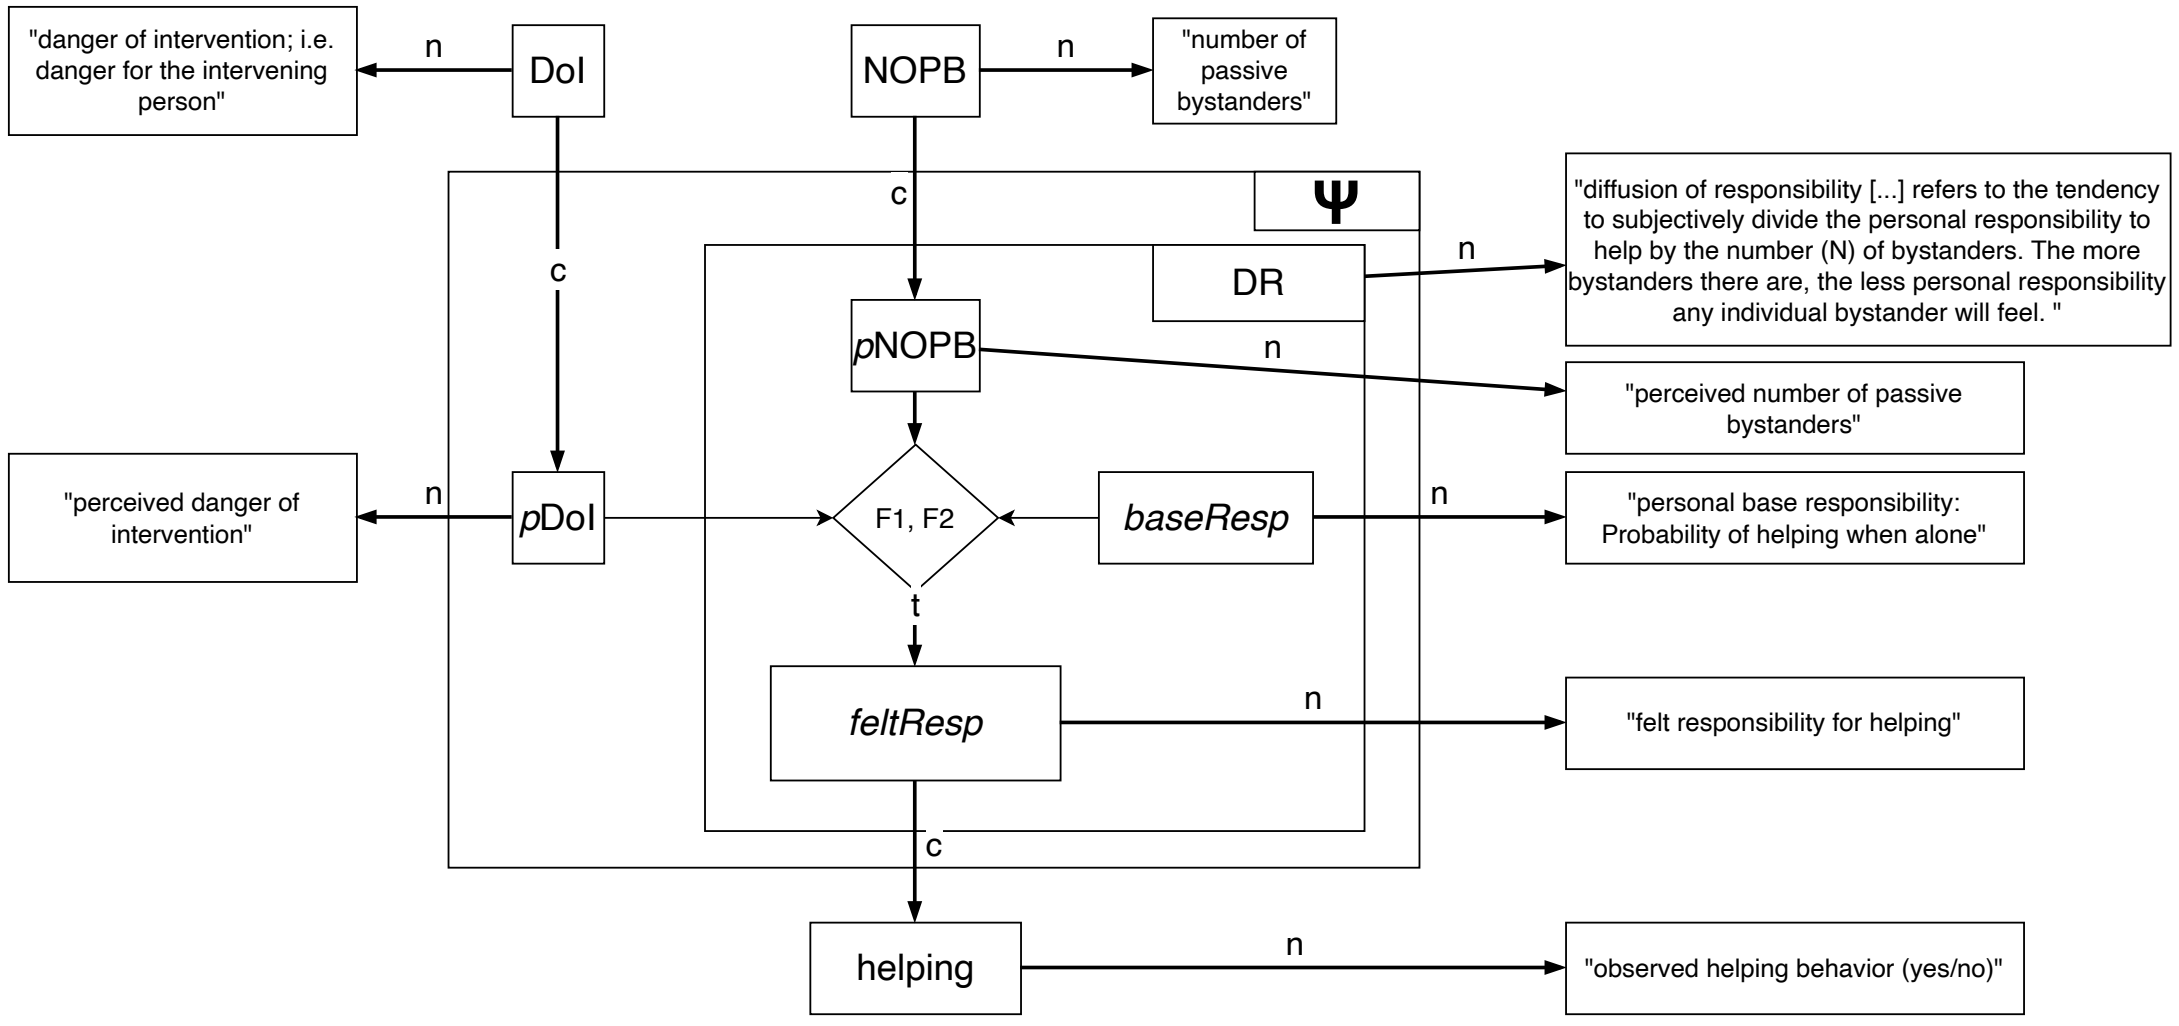 "danger of intervention; i.e.
danger for the intervening
person"
n
DoI
NOPB
n
"number of
passive
bystanders"
c
Ψ
"diffusion of responsibility [...] refers to the tendency
to subjectively divide the personal responsibility to
help by the number (N) of bystanders. The more
bystanders there are, the less personal responsibility
any individual bystander will feel. "
n
c
DR
pNOPB
n
"perceived number of passive
bystanders"
"perceived danger of
intervention"
n
pDoI
F1, F2
baseResp
n
"personal base responsibility:
Probability of helping when alone"
t
feltResp
n
"felt responsibility for helping"
c
helping
n
"observed helping behavior (yes/no)"